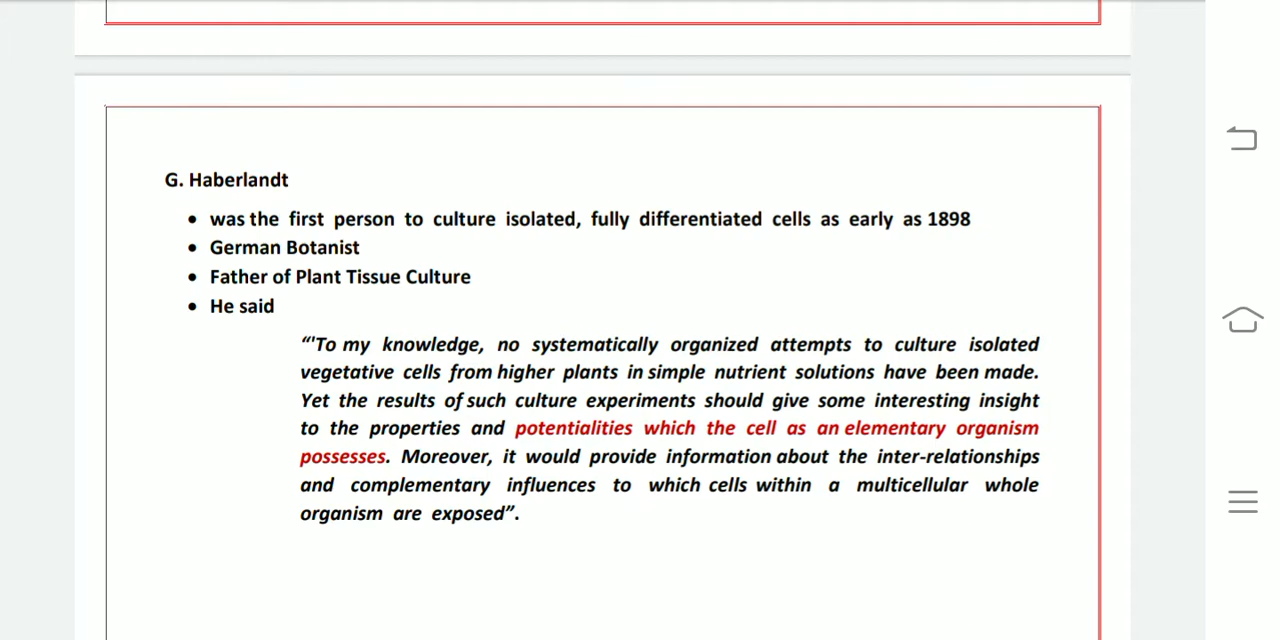 G. Haberlandt
• was the first person to culture isolated, fully differentiated cells as early as 1898
• German Botanist
• Father of Plant Tissue Culture
• He said
“'To my knowledge, no systematically organized attempts to culture isolated
vegetative cells from higher plants in simple nutrient solutions have been made.
Yet the results of such culture experiments should give some interesting insight
to the properties and potentialities which the cell as an elementary organism
possesses. Moreover, it would provide information about the inter-relationships
and complementary influences to which cells within a multicellular whole
organism are exposed”.